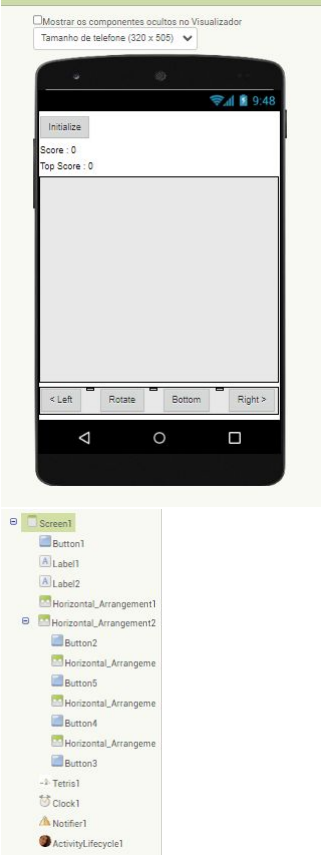 Mostrar os componentes ocultos no Visualizador
Tamanho de telefone (320 x 505)
9:48
Initialize
Score : 0
Top Score : 0
< Left Rotate Bottom Right >
Screen1
Button1
Label1
Label2
Horizontal_Arrangement1
Horizontal_Arrangement2
Button2
Horizontal_Arrangeme
Button5
Horizontal_Arrangeme
Button4
Horizontal_Arrangeme
Button3
Tetris1
Clock1
Notifier1
ActivityLifecycle1